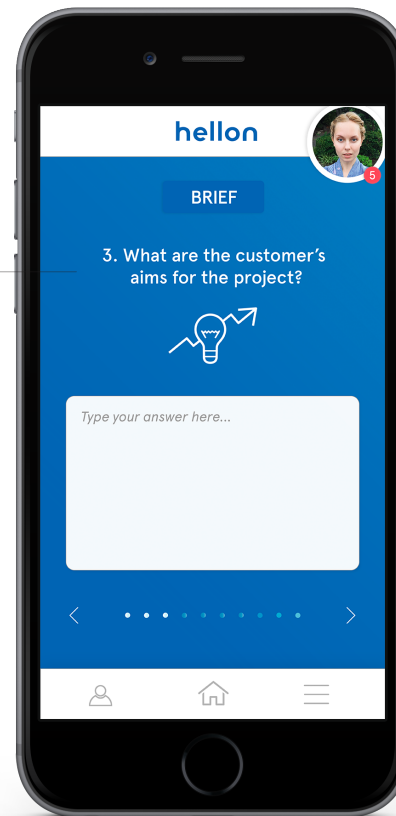 hellon
5
BRIEF
3. What are the customer's
aims for the project?
Type your answer here...